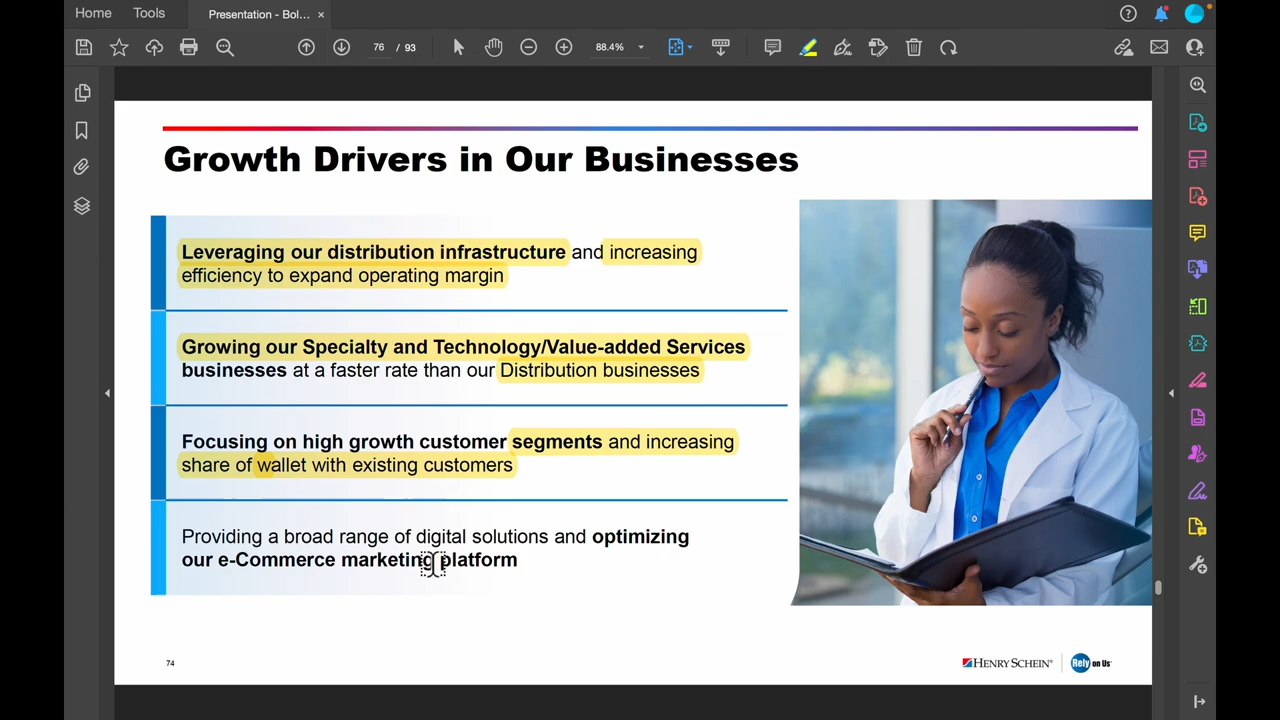 Home Tools Presentation - Bol... ×
76 / 93 88.4%
Growth Drivers in Our Businesses
Leveraging our distribution infrastructure and increasing
efficiency to expand operating margin
Growing our Specialty and Technology/Value-added Services
businesses at a faster rate than our Distribution businesses
Focusing on high growth customer segments and increasing
share of wallet with existing customers
Providing a broad range of digital solutions and optimizing
our e-Commerce marketing platform
74 HENRY SCHEIN® Rely on Us